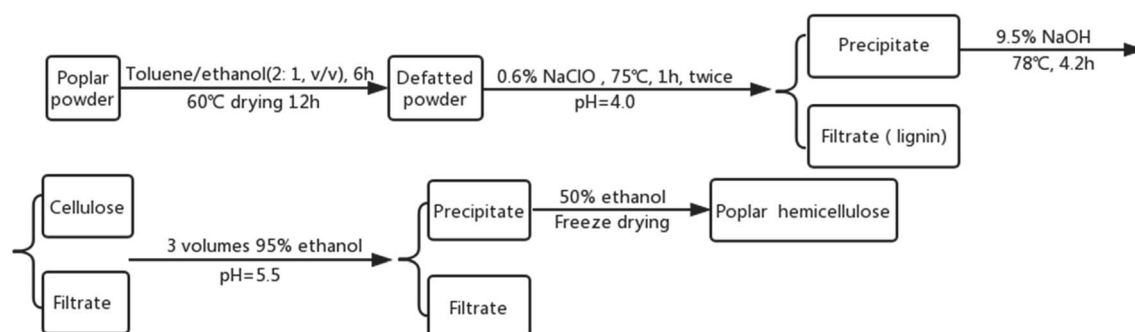 Poplar
powder
Toluene/ethanol(2: 1, v/v), 6h
60℃ drying 12h
Defatted
powder
0.6% NaClO , 75℃, 1h, twice
pH=4.0
Precipitate
Filtrate ( lignin)
9.5% NaOH
78℃, 4.2h
Cellulose
Filtrate
3 volumes 95% ethanol
pH=5.5
Precipitate
Filtrate
50% ethanol
Freeze drying
Poplar hemicellulose